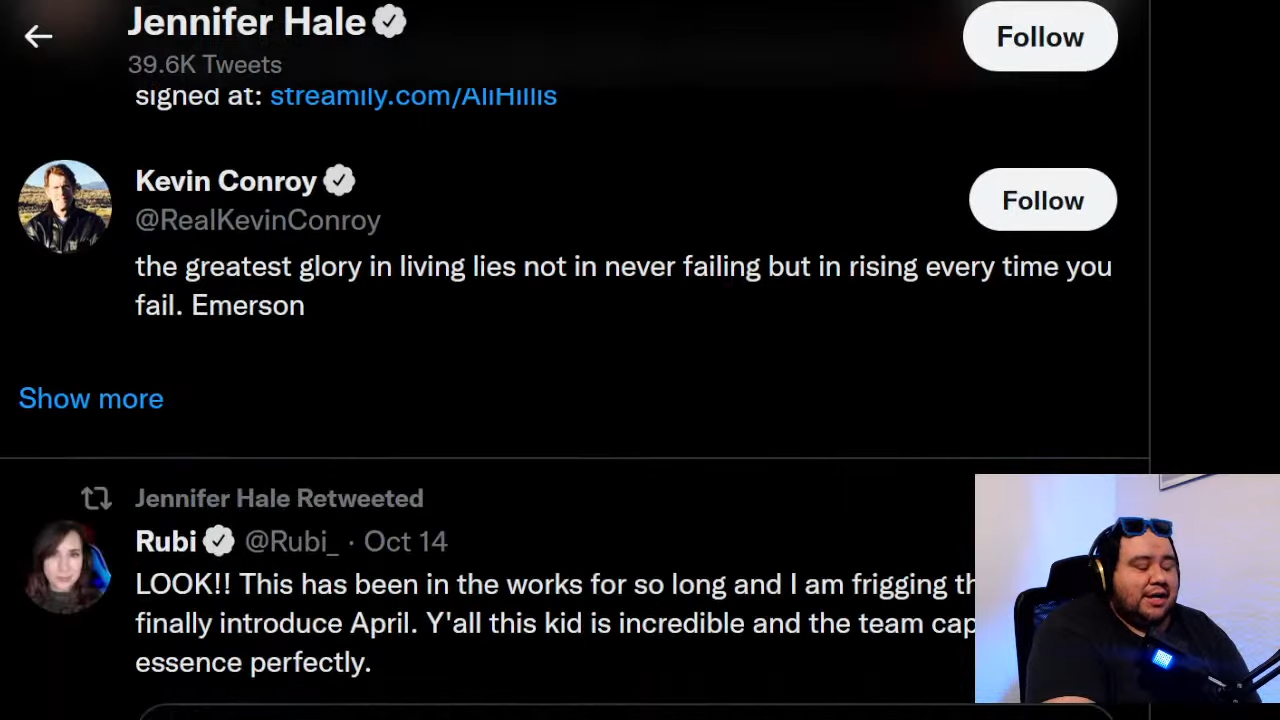 Jennifer Hale
39.6K Tweets
Follow
signed at: streamily.com/AliHillis
Kevin Conroy
@RealKevinConroy
Follow
the greatest glory in living lies not in never failing but in rising every time you
fail. Emerson
Show more
Jennifer Hale Retweeted
Rubi @Rubi_ · Oct 14
LOOK!! This has been in the works for so long and I am frigging
finally introduce April. Y'all this kid is incredible and the team
essence perfectly.